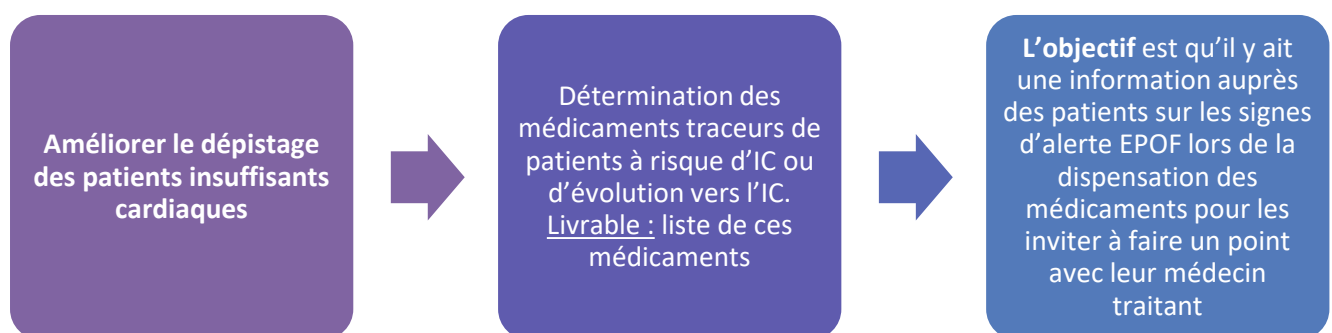 Améliorer le dépistage
des patients insuffisants
cardiaques
Détermination des
médicaments traceurs de
patients à risque d’IC ou
d’évolution vers l’IC.
Livrable : liste de ces
médicaments
L’objectif est qu’il y ait
une information auprès
des patients sur les signes
d’alerte EPOF lors de la
dispensation des
médicaments pour les
inviter à faire un point
avec leur médecin
traitant